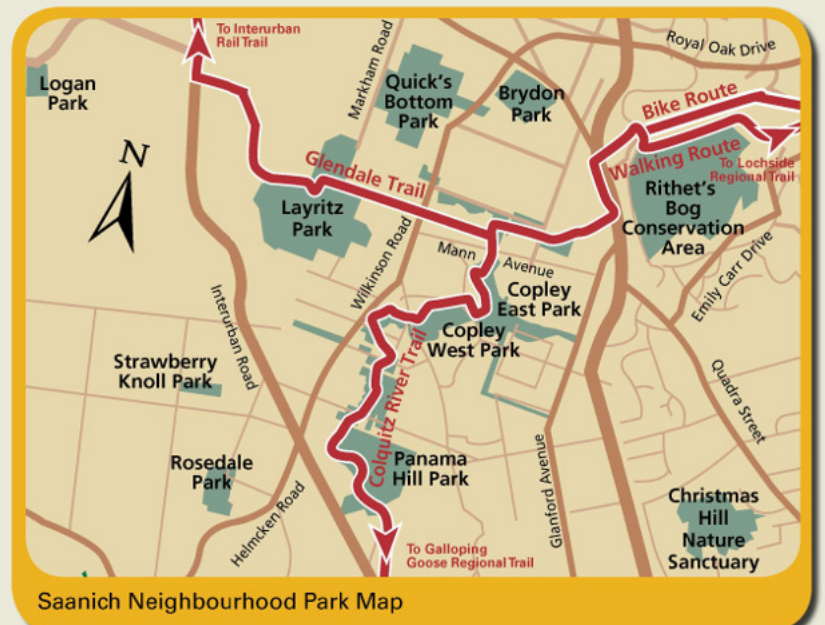 To Interurban
Rail Trail
Royal Oak Drive
Logan
Park
Markham Road
Quick's
Bottom
Park
Brydon
Park
Bike Route
N
Glendale Trail
Walking Route
To Lochside
Regional Trail
Layritz
Park
Rithet's
Bog
Conservation
Area
Wilkinson Road
Mann Avenue
Emily Carr Drive
Copley
East Park
Interurban Road
Copley
West Park
Strawberry
Knoll Park
Colquitz River Trail
Quadra Street
Rosedale
Park
Panama
Hill Park
Glanford Avenue
Helmcken Road
Christmas
Hill
Nature
Sanctuary
To Galloping
Goose Regional Trail
Saanich Neighbourhood Park Map